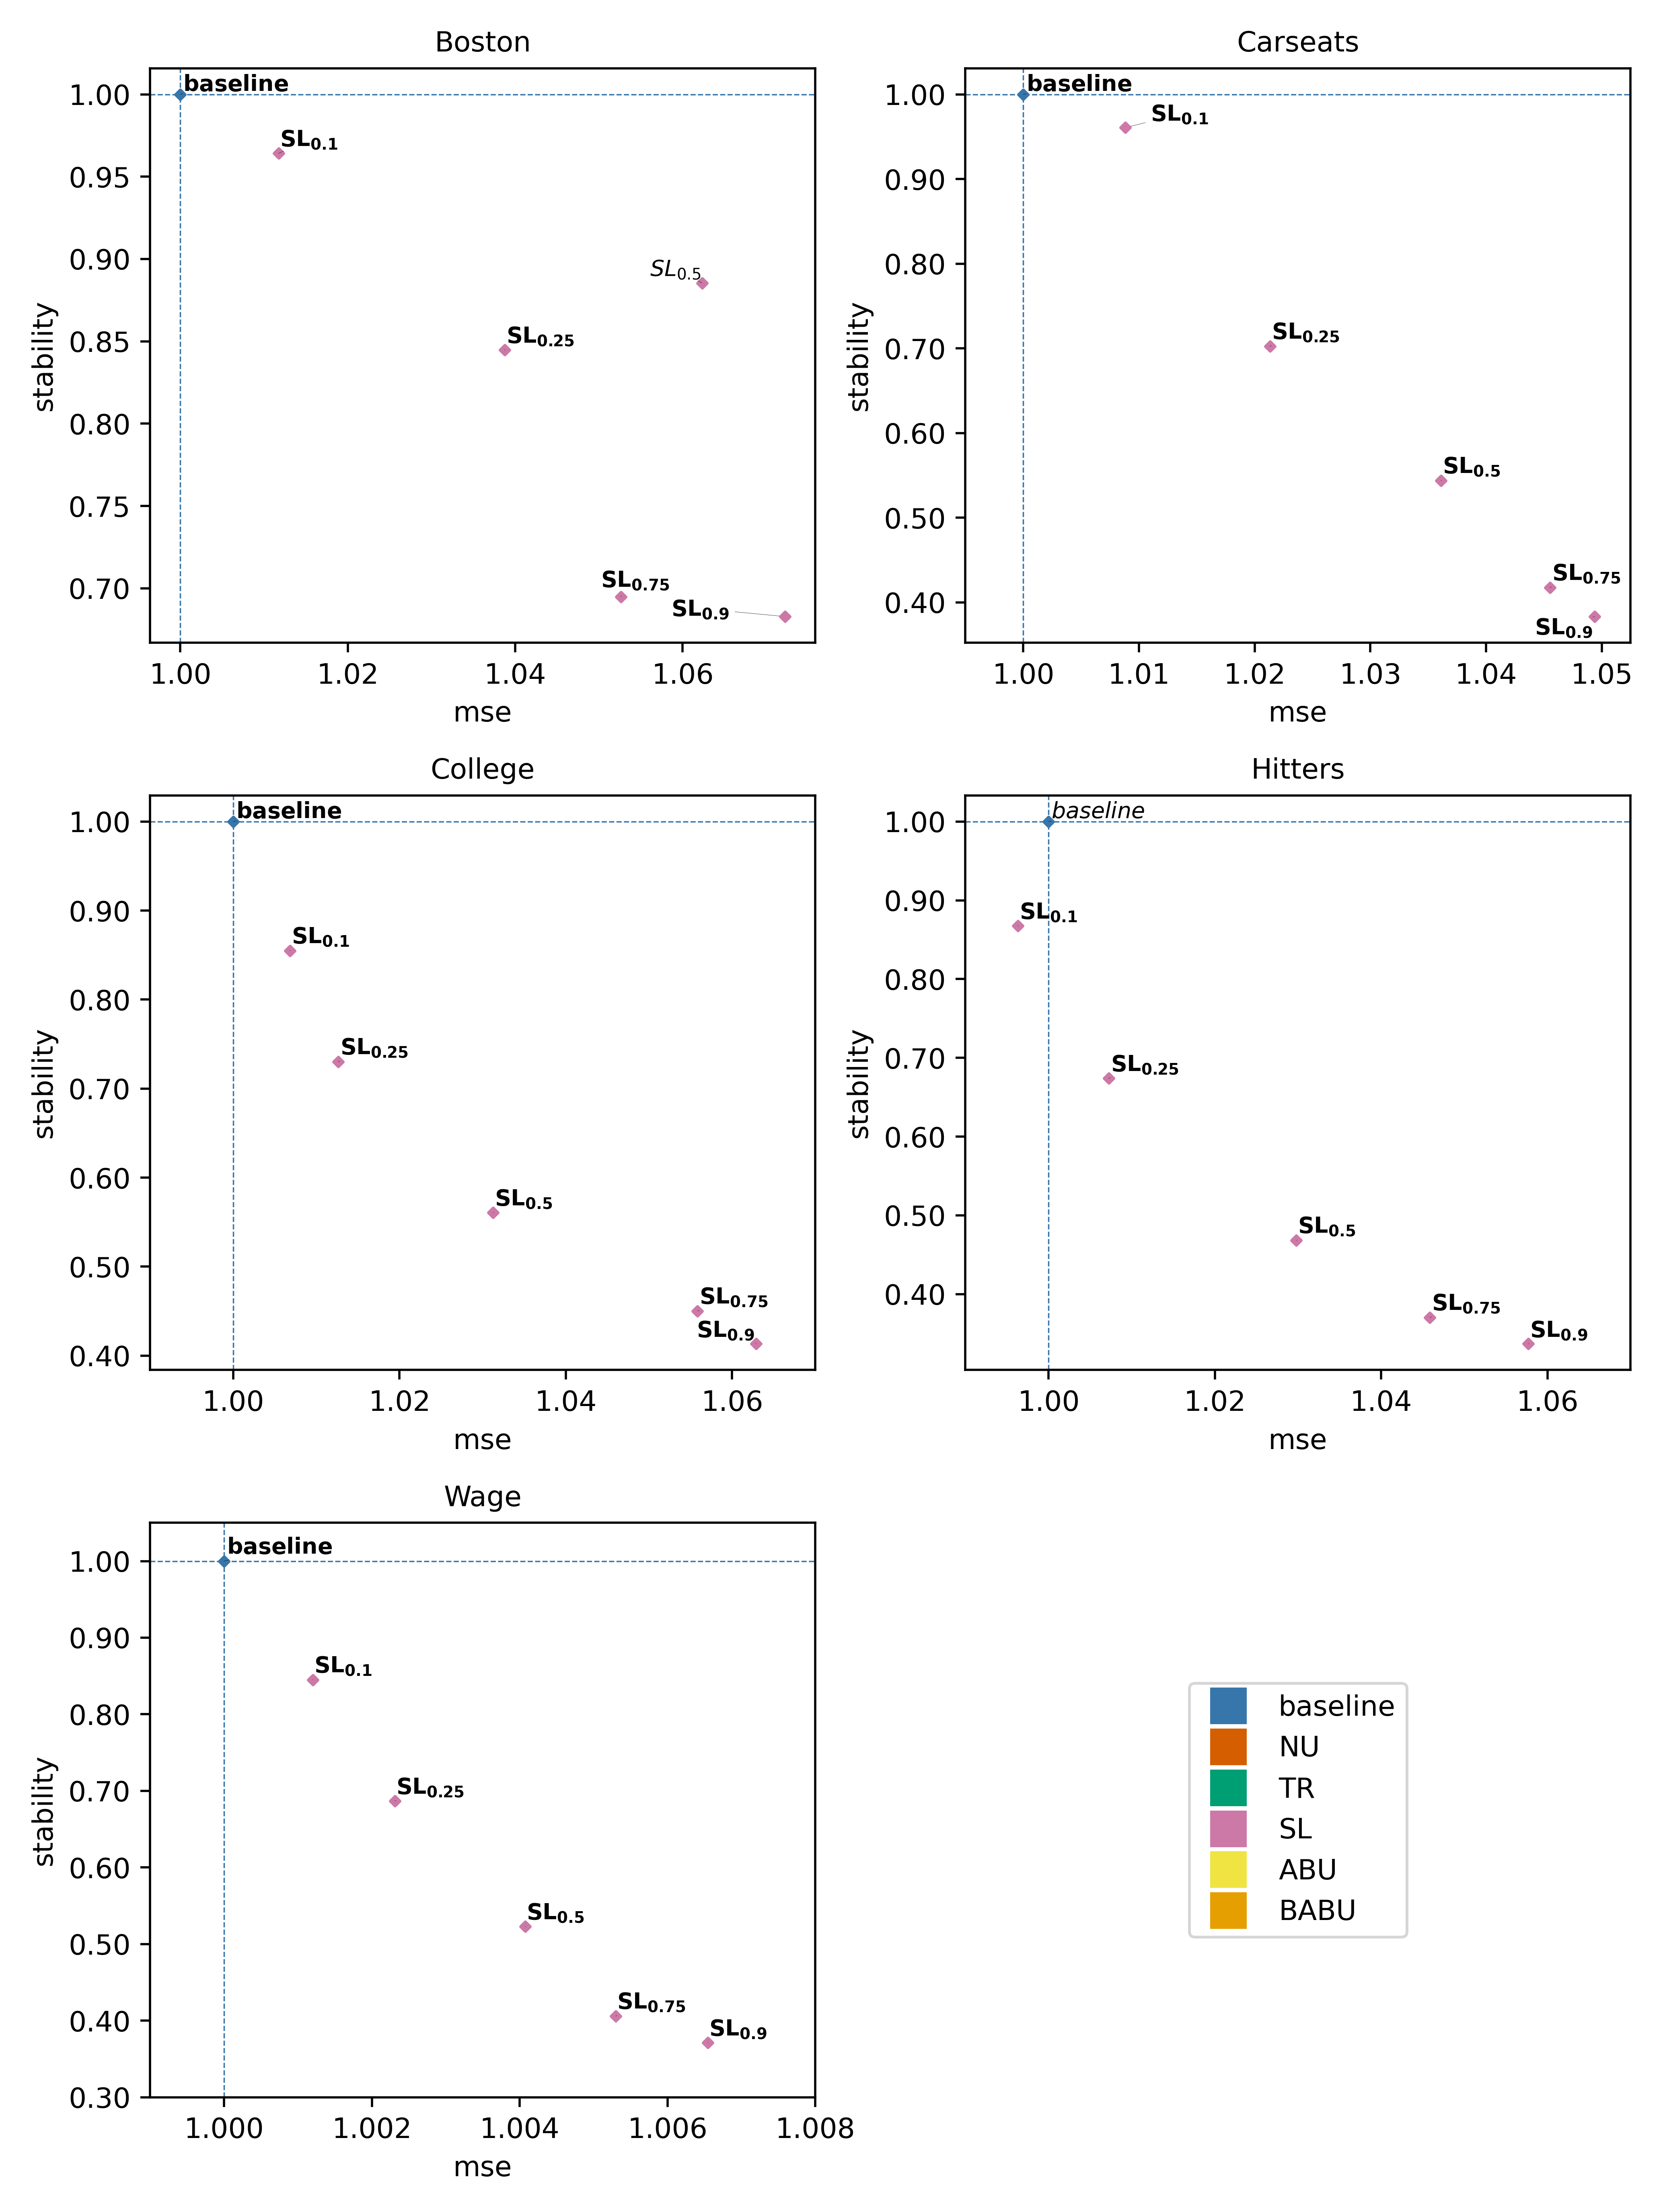 Boston
baseline
1.00
SL0.1
0.95
0.90
SL0.5
0.85
SL0.25
0.80
0.75
0.70
SL0.75
SL0.9
stability
1.00 1.02 1.04 1.06
mse
Carseats
baseline
1.00
SL0.1
0.90
0.80
0.70
SL0.25
0.60
SL0.5
0.50
SL0.75
0.40
SL0.9
stability
1.00 1.01 1.02 1.03 1.04 1.05
mse
College
baseline
1.00
0.90
SL0.1
0.80
SL0.25
0.70
0.60
SL0.5
0.50
SL0.75
SL0.9
0.40
stability
1.00 1.02 1.04 1.06
mse
Hitters
baseline
1.00
0.90
SL0.1
0.80
0.70
SL0.25
0.60
0.50
SL0.5
0.40
SL0.75
SL0.9
stability
1.00 1.02 1.04 1.06
mse
Wage
baseline
1.00
0.90
SL0.1
0.80
0.70
SL0.25
0.60
SL0.5
0.50
0.40
SL0.75
SL0.9
0.30
stability
1.000 1.002 1.004 1.006 1.008
mse
baseline
NU
TR
SL
ABU
BABU